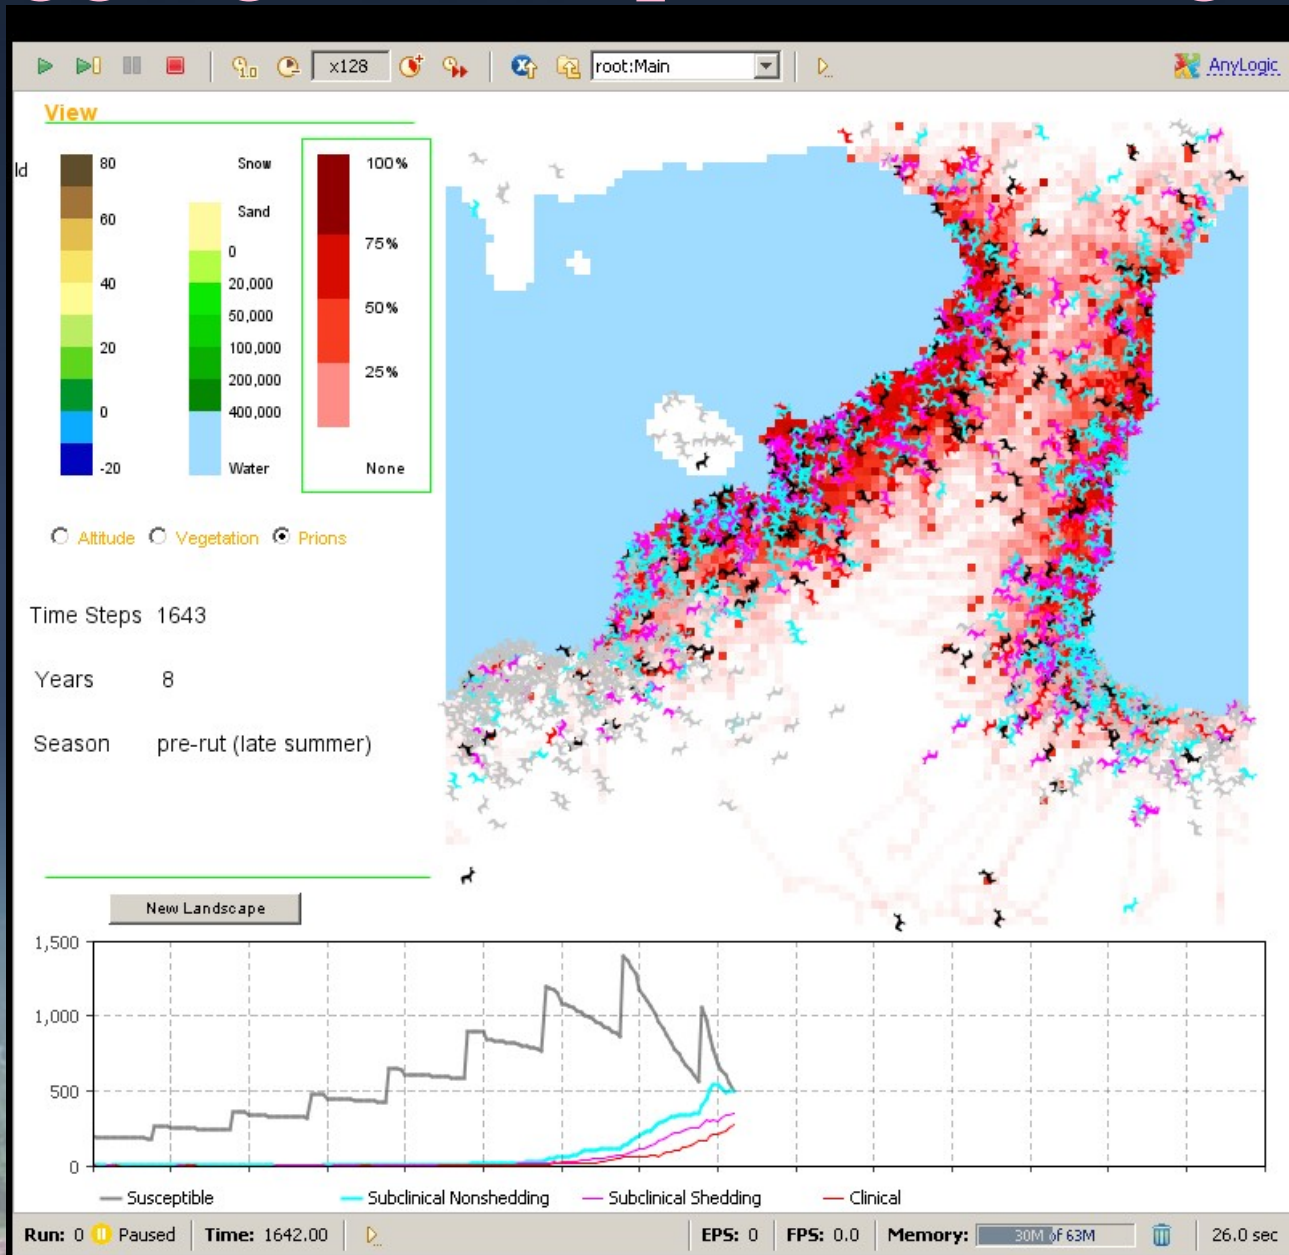 x128 root:Main AnyLogic
View
ld
80
60
40
20
0
-20
Snow
Sand
0
20,000
50,000
100,000
200,000
400,000
Water
100%
75%
50%
25%
None
Altitude Vegetation Prions
Time Steps 1643
Years 8
Season pre-rut (late summer)
New Landscape
1,500
1,000
500
0
Susceptible Subclinical Nonshedding Subclinical Shedding Clinical
Run: 0 Paused Time: 1642.00 EPS: 0 FPS: 0.0 Memory: 30M of 63M 26.0 sec